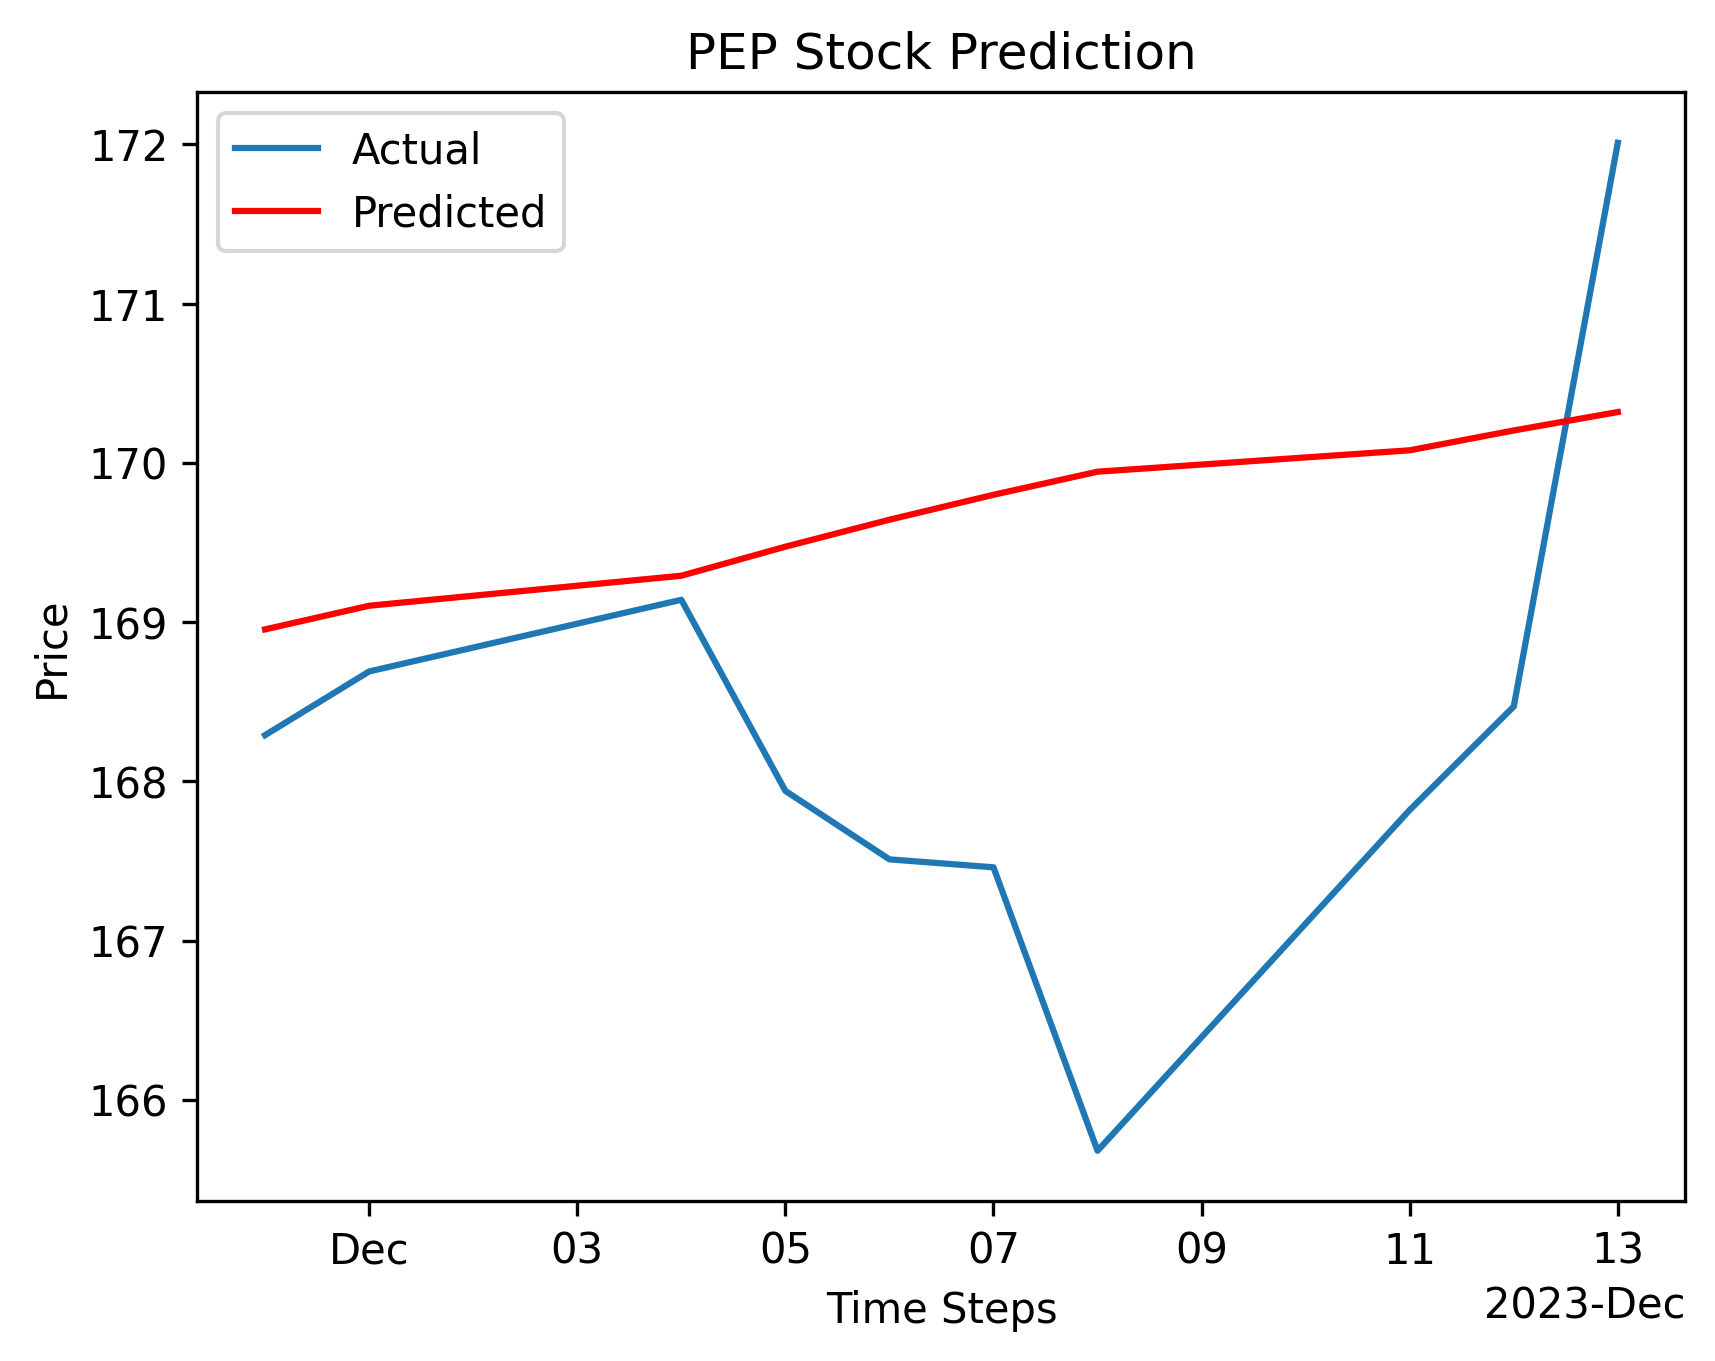 PEP Stock Prediction
Actual
Predicted
172
171
170
169
168
167
166
Price
Dec 03 05 07 09 11 13
2023-Dec
Time Steps